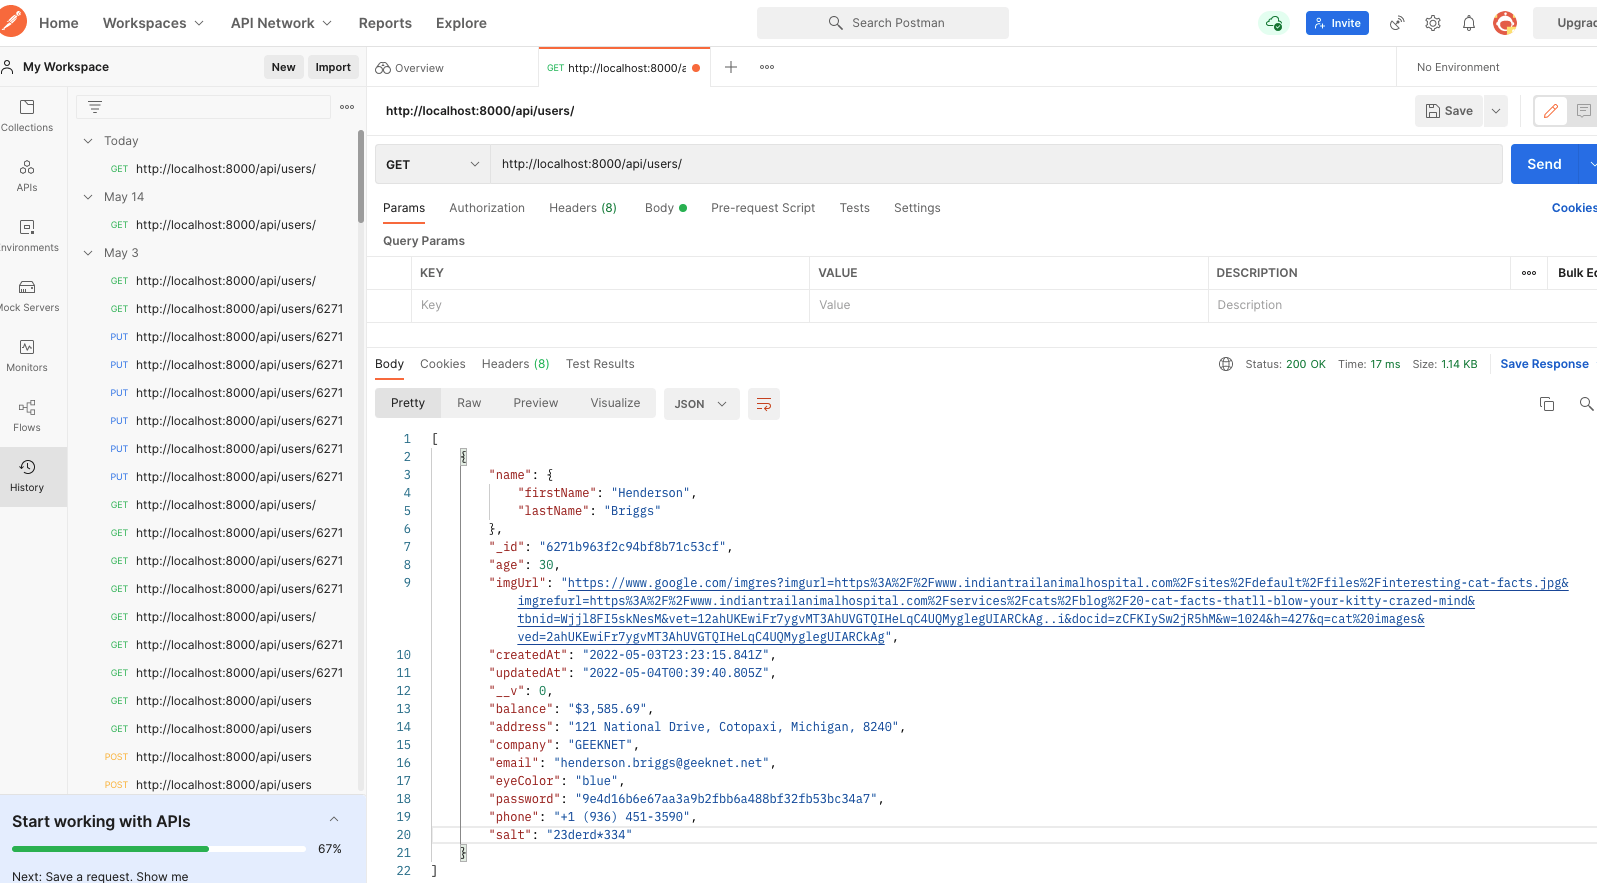 Home Workspaces API Network Reports Explore Search Postman Invite Upgrad
My Workspace New Import Overview GET http://localhost:8000/a No Environment
http://localhost:8000/api/users/ Save
Collections
APIs
nvironments
Mock Servers
Monitors
Flows
History
Today
GET http://localhost:8000/api/users/
May 14
GET http://localhost:8000/api/users/
May 3
GET http://localhost:8000/api/users/
GET http://localhost:8000/api/users/6271
PUT http://localhost:8000/api/users/6271
PUT http://localhost:8000/api/users/6271
PUT http://localhost:8000/api/users/6271
PUT http://localhost:8000/api/users/6271
PUT http://localhost:8000/api/users/6271
PUT http://localhost:8000/api/users/6271
GET http://localhost:8000/api/users/
GET http://localhost:8000/api/users/6271
GET http://localhost:8000/api/users/6271
GET http://localhost:8000/api/users/6271
GET http://localhost:8000/api/users/
GET http://localhost:8000/api/users/6271
GET http://localhost:8000/api/users/6271
GET http://localhost:8000/api/users
GET http://localhost:8000/api/users
POST http://localhost:8000/api/users
POST http://localhost:8000/api/users
Start working with APIs
67%
Next: Save a request. Show me
GET http://localhost:8000/api/users/ Send
Params Authorization Headers (8) Body Pre-request Script Tests Settings Cookies
Query Params
KEY VALUE DESCRIPTION Bulk Ed
Key Value Description
Body Cookies Headers (8) Test Results Status: 200 OK Time: 17 ms Size: 1.14 KB Save Response
Pretty Raw Preview Visualize JSON
1 [
2 {
3 "name": {
4 "firstName": "Henderson",
5 "lastName": "Briggs"
6 },
7 "_id": "6271b963f2c94bf8b71c53cf",
8 "age": 30,
9 "imgUrl": "https://www.google.com/imgres?imgurl=https%3A%2F%2Fwww.indiantrailanimalhospital.com%2Fsites%2Fdefault%2Ffiles%2Finteresting-cat-facts.jpg&
imgrefurl=https%3A%2F%2Fwww.indiantrailanimalhospital.com%2Fservices%2Fcats%2Fblog%2F20-cat-facts-thatll-blow-your-kitty-crazed-mind&
tbnid=Wjjl8FI5skNesM&vet=12ahUKEwiFr7ygvMT3AhUVGTQIHeLqC4UQMyglegUIARCkAg..i&docid=zCFKIySw2jR5hM&w=1024&h=427&q=cat%20images&
ved=2ahUKEwiFr7ygvMT3AhUVGTQIHeLqC4UQMyglegUIARCkAg",
10 "createdAt": "2022-05-03T23:23:15.841Z",
11 "updatedAt": "2022-05-04T00:39:40.805Z",
12 "__v": 0,
13 "balance": "$3,585.69",
14 "address": "121 National Drive, Cotopaxi, Michigan, 8240",
15 "company": "GEEKNET",
16 "email": "henderson.briggs@geeknet.net",
17 "eyeColor": "blue",
18 "password": "9e4d16b6e67aa3a9b2fbb6a488bf32fb53bc34a7",
19 "phone": "+1 (936) 451-3590",
20 "salt": "23derd*334"
21 }
22 ]